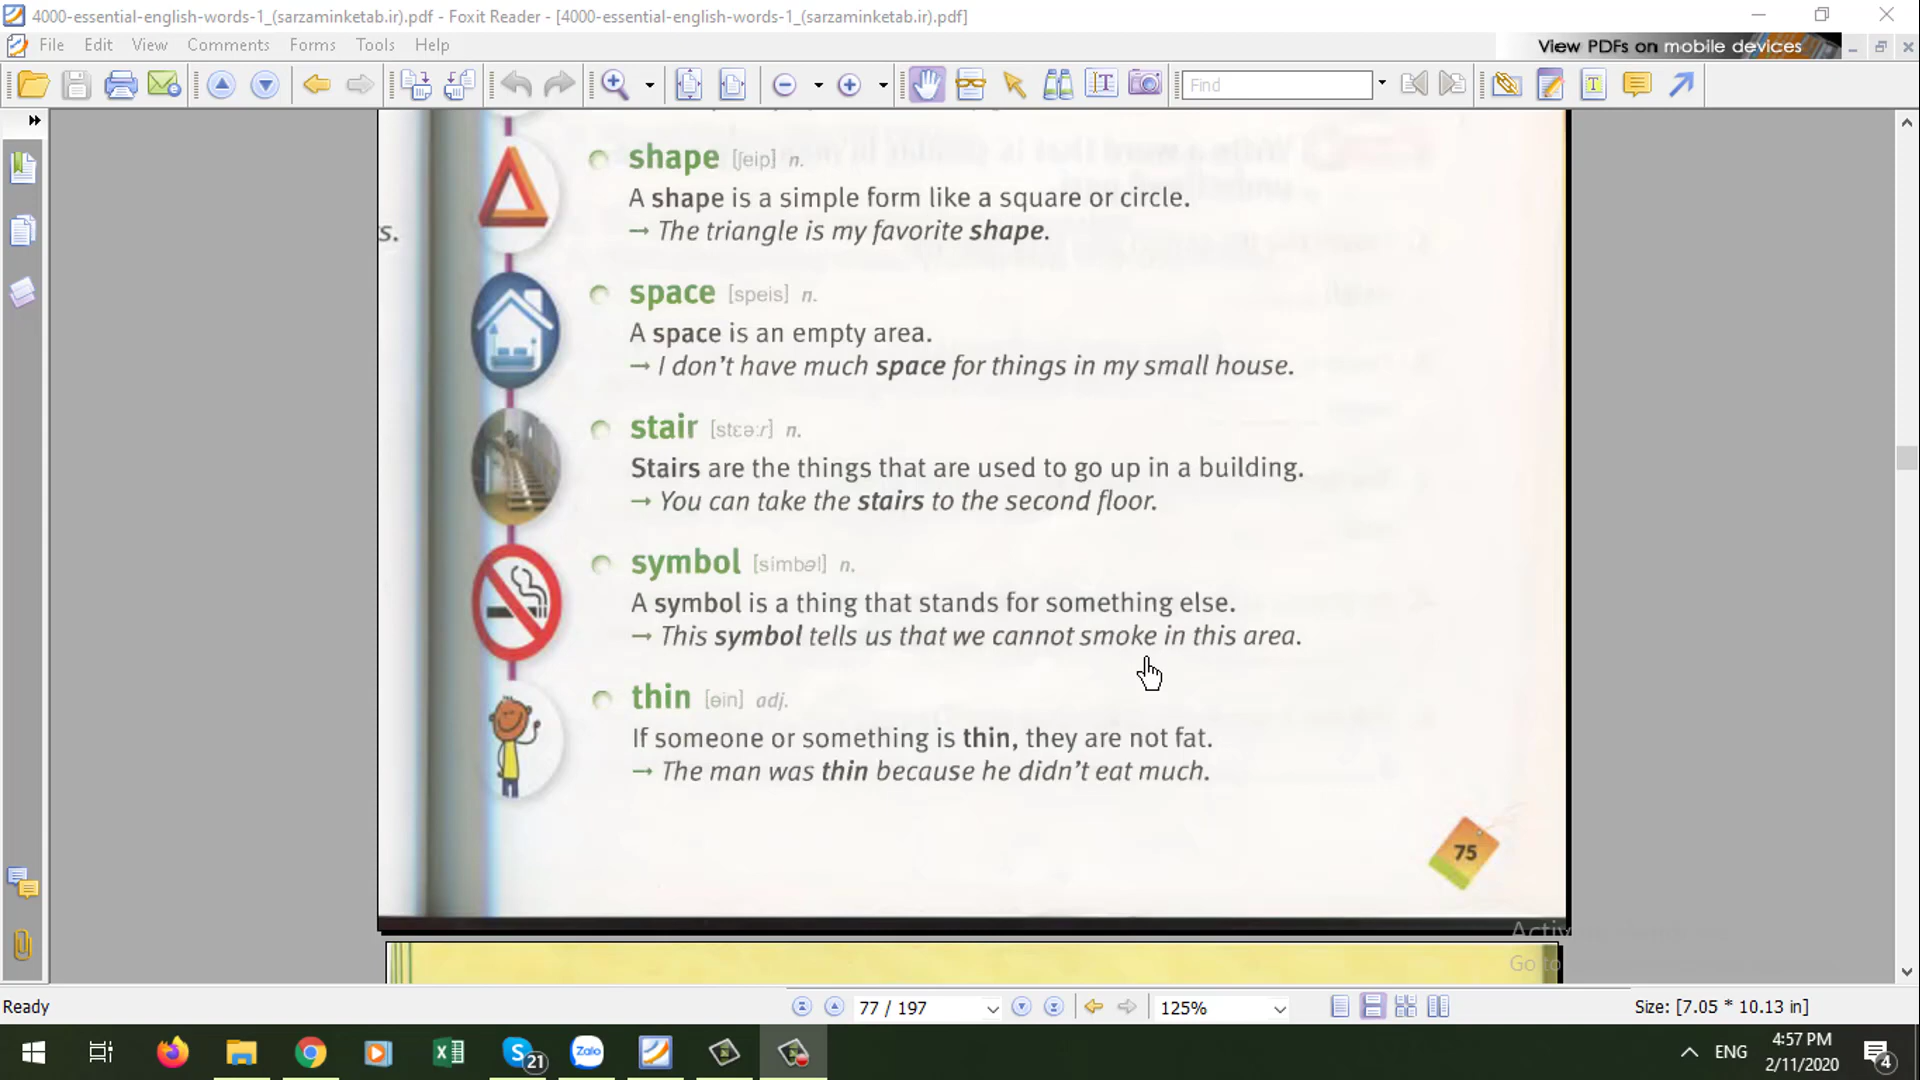 4000-essential-english-words-1_(sarzaminketab.ir).pdf - Foxit Reader - [4000-essential-english-words-1_(sarzaminketab.ir).pdf]
File Edit View Comments Forms Tools Help
View PDFs on mobile devices
Find
shape [ʃeip] n.
A shape is a simple form like a square or circle.
→ The triangle is my favorite shape.
s.
space [speis] n.
A space is an empty area.
→ I don't have much space for things in my small house.
stair [stɛəːr] n.
Stairs are the things that are used to go up in a building.
→ You can take the stairs to the second floor.
symbol [simbəl] n.
A symbol is a thing that stands for something else.
→ This symbol tells us that we cannot smoke in this area.
thin [θin] adj.
If someone or something is thin, they are not fat.
→ The man was thin because he didn't eat much.
75
Activ
Go to
Ready
77 / 197
125%
Size: [7.05 * 10.13 in]
21
Zalo
ENG
4:57 PM
2/11/2020
4